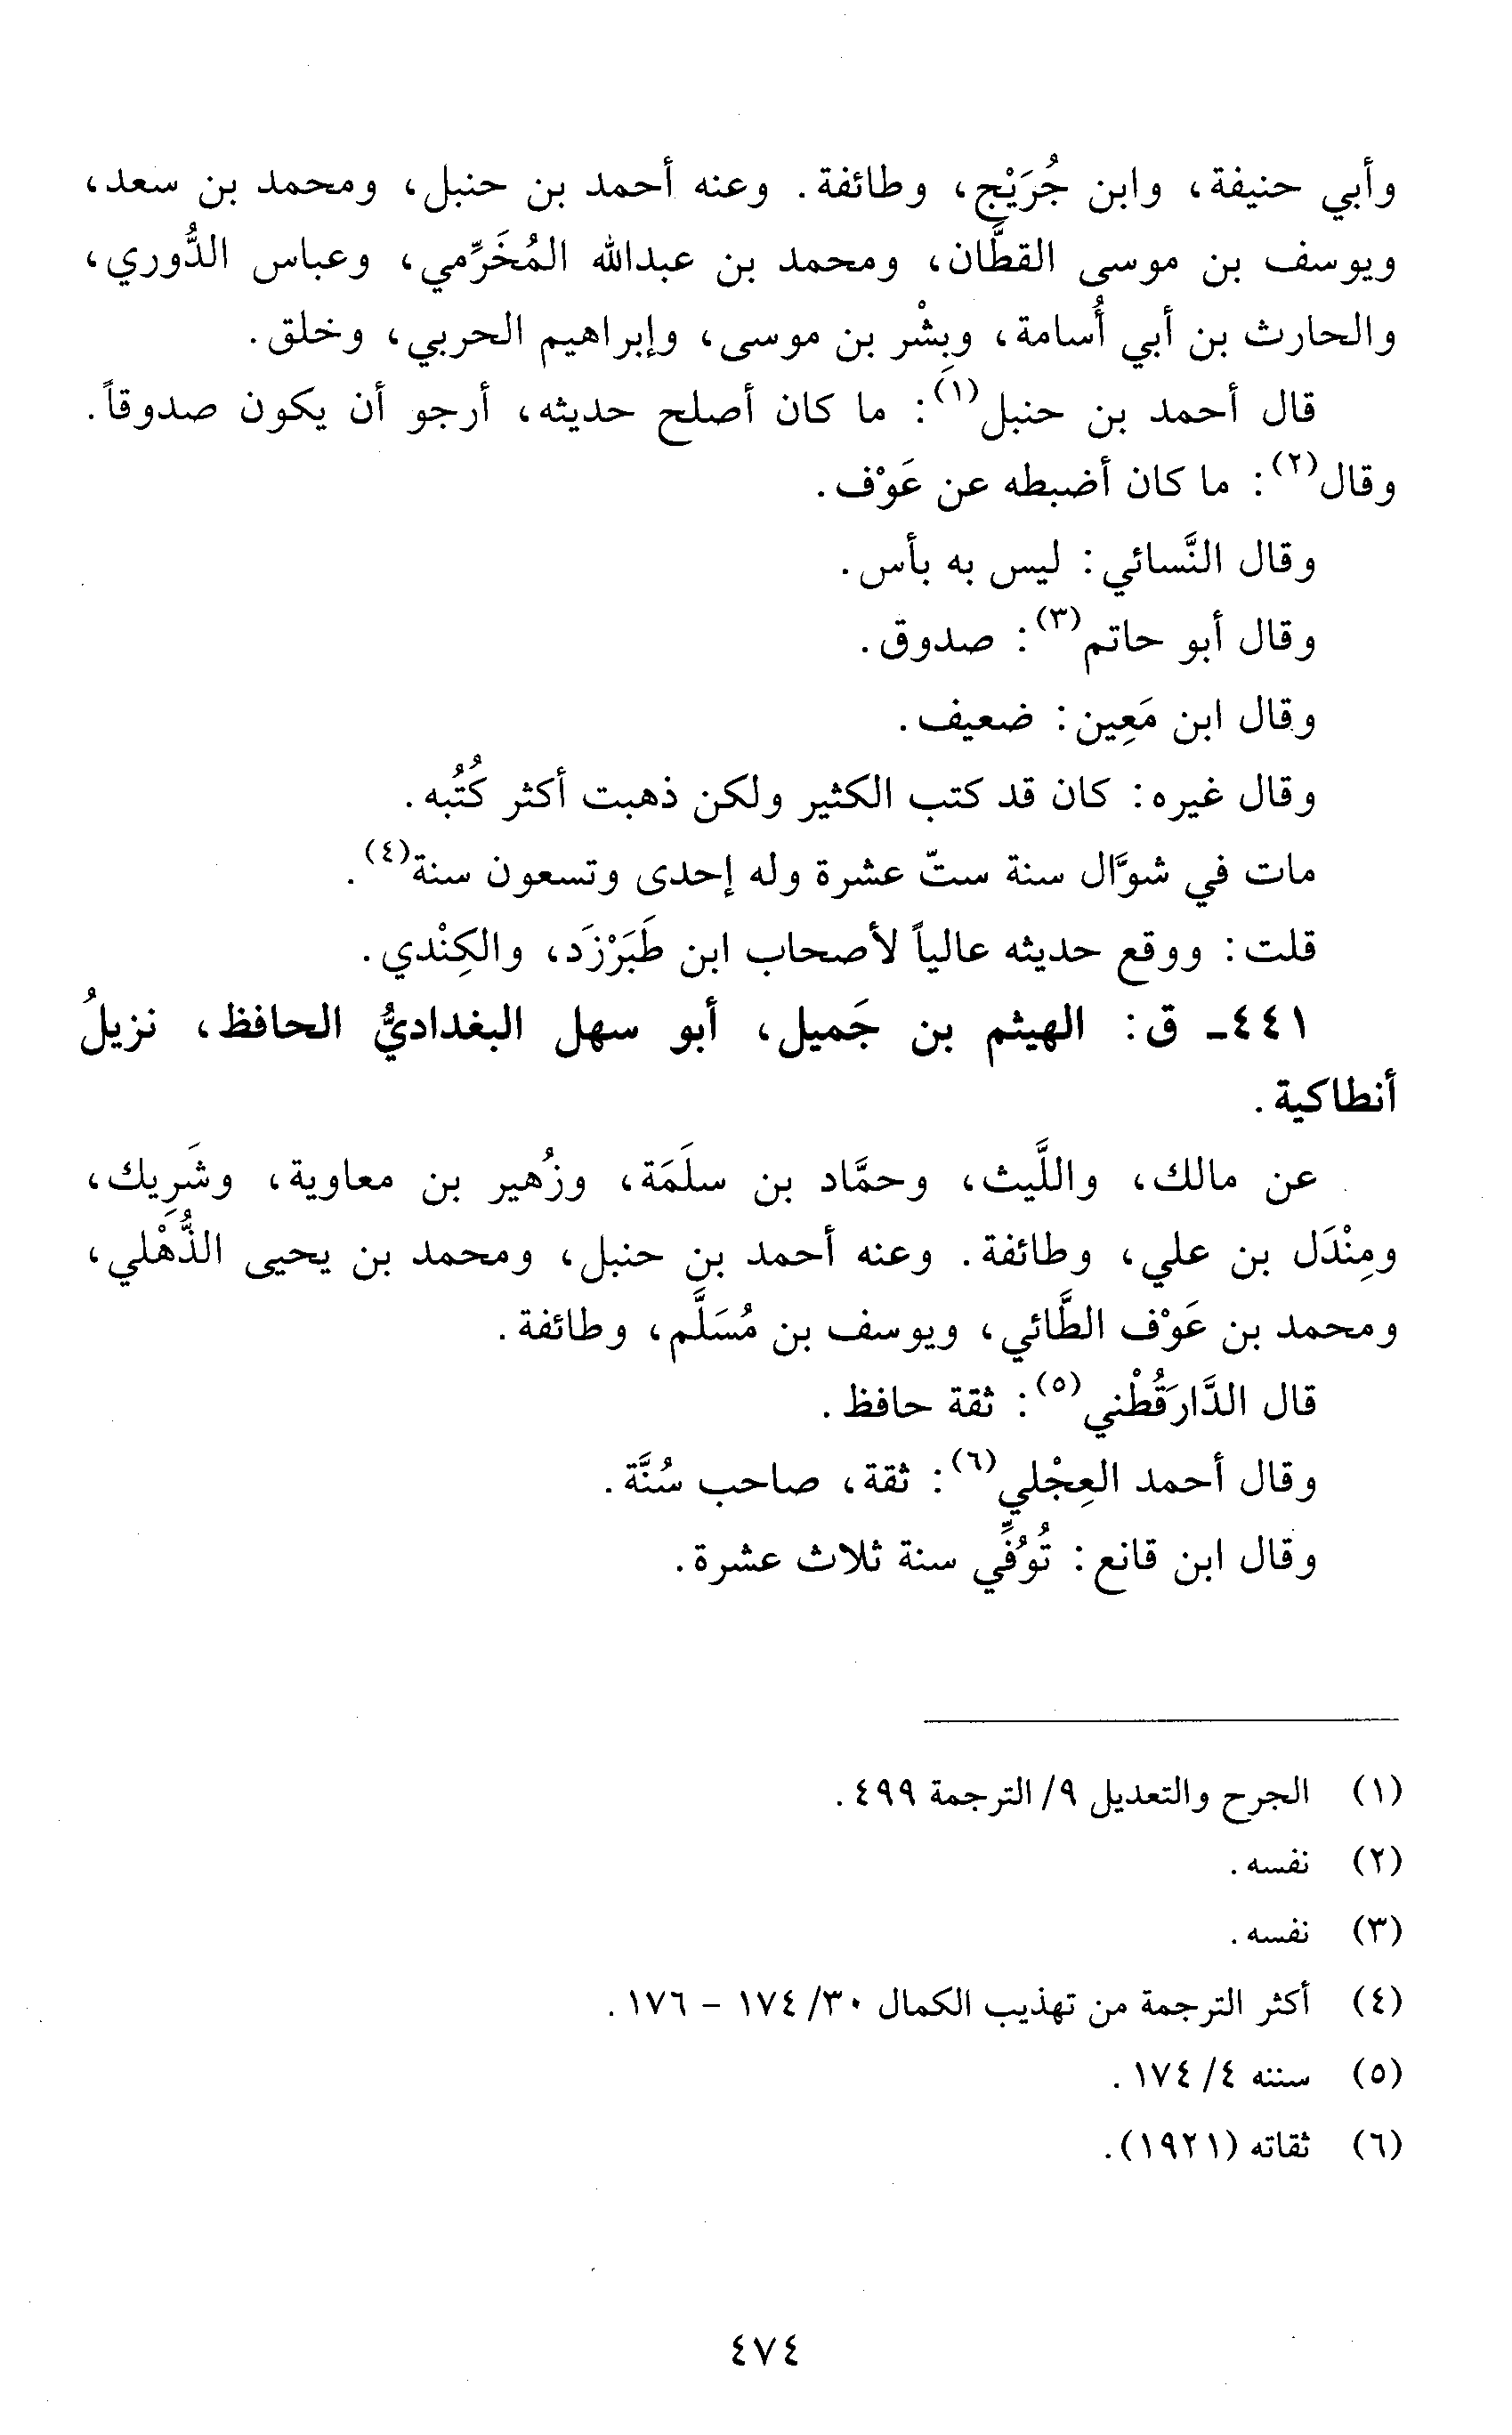 وأبي حنيفة، وابن جُرَيْج، وطائفة. وعنه أحمد بن حنبل، ومحمد بن سعد،
ويوسف بن موسى القطَّان، ومحمد بن عبدالله المُخَرِّمي، وعباس الدُّوري،
والحارث بن أبي أُسامة، وبِشْر بن موسى، وإبراهيم الحربي، وخلق.
قال أحمد بن حنبل(١): ما كان أصلح حديثه، أرجو أن يكون صدوقاً.
وقال(٢): ما كان أضبطه عن عَوْف.
وقال النَّسائي: ليس به بأس.
وقال أبو حاتم(٣): صدوق.
وقال ابن مَعِين: ضعيف.
وقال غيره: كان قد كتب الكثير ولكن ذهبت أكثر كُتُبه.
مات في شوَّال سنة ستّ عشرة وله إحدى وتسعون سنة(٤).
قلت: ووقع حديثه عالياً لأصحاب ابن طَبَرْزَد، والكِنْدي.
٤٤١- ق: الهيثم بن جَميل، أبو سهل البغداديُّ الحافظ، نزيلُ
أنطاكية.
عن مالك، واللَّيث، وحمَّاد بن سلَمَة، وزُهير بن معاوية، وشَرِيك،
ومِنْدَل بن علي، وطائفة. وعنه أحمد بن حنبل، ومحمد بن يحيى الذُّهْلي،
ومحمد بن عَوْف الطَّائي، ويوسف بن مُسَلَّم، وطائفة.
قال الدَّارَقُطْني(٥): ثقة حافظ.
وقال أحمد العِجْلي(٦): ثقة، صاحب سُنَّة.
وقال ابن قانع: تُوُفِّي سنة ثلاث عشرة.
(١) الجرح والتعديل ٩/ الترجمة ٤٩٩.
(٢) نفسه.
(٣) نفسه.
(٤) أكثر الترجمة من تهذيب الكمال ٣٠/ ١٧٤ - ١٧٦.
(٥) سننه ٤/ ١٧٤.
(٦) ثقاته (١٩٢١).
٤٧٤